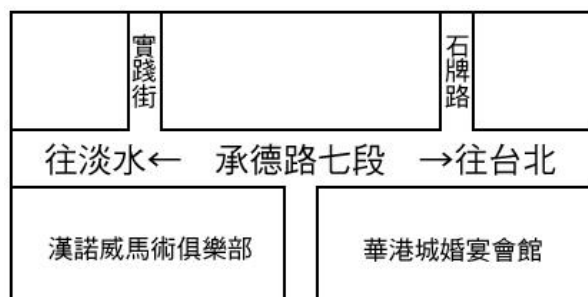 實踐街
石牌路
往淡水← 承德路七段 →往台北
漢諾威馬術俱樂部
華港城婚宴會館